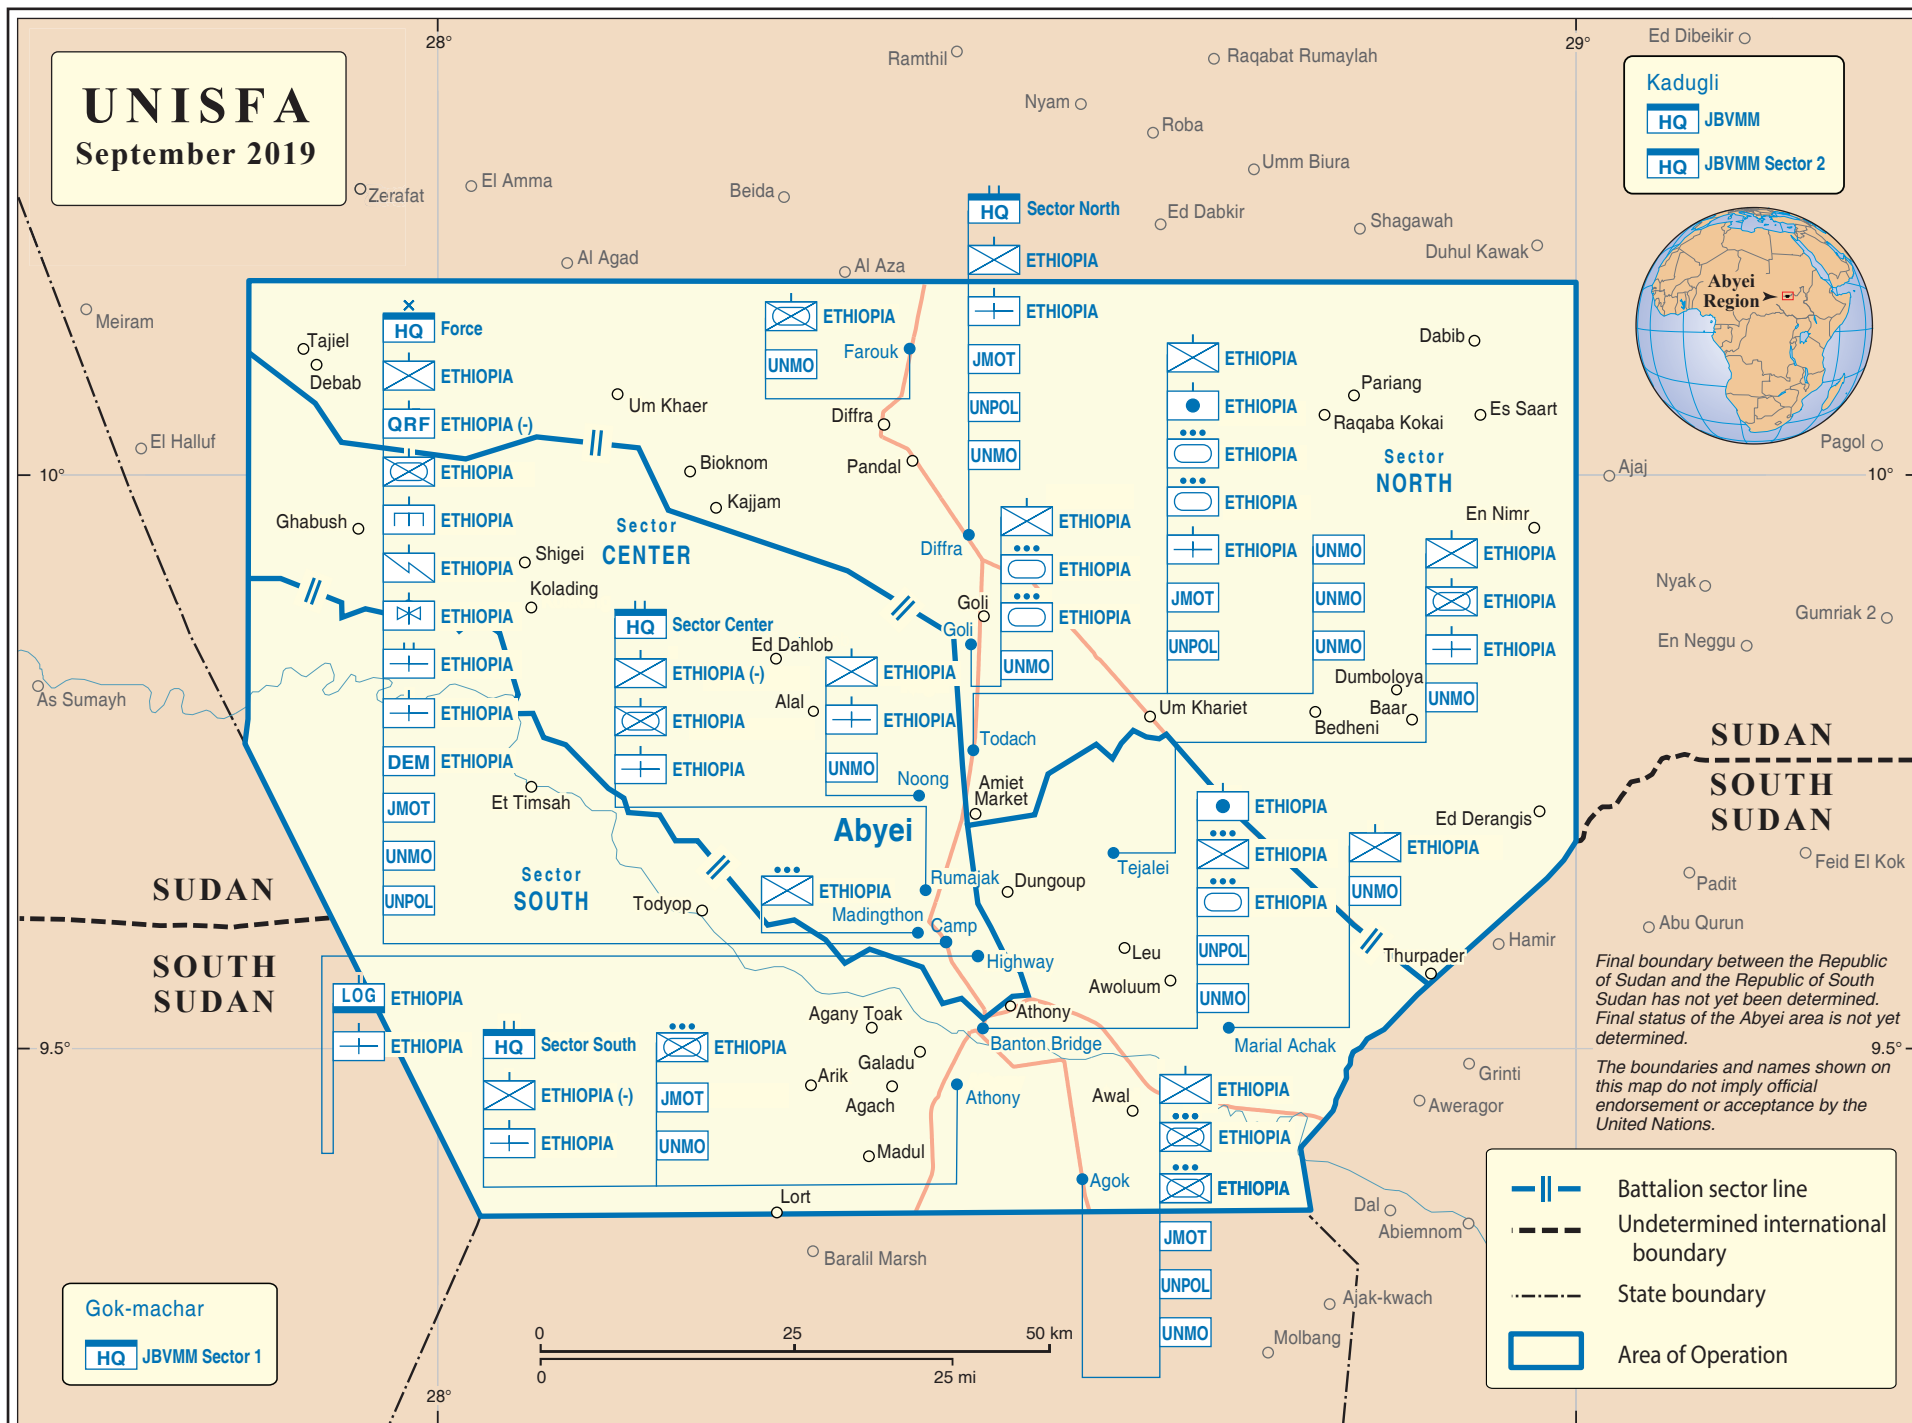 UNISFA
September 2019
28°
29°
Ramthil
Raqabat Rumaylah
Ed Dibeikir
Nyam
Roba
Umm Biura
Zerafat
El Amma
Beida
Ed Dabkir
Shagawah
Duhul Kawak
Al Agad
Al Aza
Meiram
El Halluf
As Sumayh
10°
9.5°
Kadugli
HQ JBVMM
HQ JBVMM Sector 2
Abyei
Region
HQ Sector North
ETHIOPIA
ETHIOPIA
JMOT
UNPOL
UNMO
HQ Force
ETHIOPIA
QRF ETHIOPIA (-)
ETHIOPIA
ETHIOPIA
ETHIOPIA
ETHIOPIA
ETHIOPIA
ETHIOPIA
DEM ETHIOPIA
JMOT
UNMO
UNPOL
ETHIOPIA
UNMO
Farouk
Tajiel
Debab
Um Khaer
Diffra
Pandal
Bioknom
Kajjam
Ghabush
Shigei
Kolading
Sector
CENTER
Diffra
ETHIOPIA
ETHIOPIA
ETHIOPIA
UNMO
Goli
Goli
ETHIOPIA
ETHIOPIA
ETHIOPIA
ETHIOPIA
ETHIOPIA
JMOT
UNPOL
UNMO
UNMO
UNMO
Dabib
Pariang
Raqaba Kokai
Es Saart
Sector
NORTH
En Nimr
ETHIOPIA
ETHIOPIA
ETHIOPIA
UNMO
Dumboloya
Baar
Bedheni
Um Khariet
Pagol
Ajaj
10°
Nyak
Gumriak 2
En Neggu
HQ Sector Center
ETHIOPIA (-)
ETHIOPIA
ETHIOPIA
Ed Dahlob
Alal
ETHIOPIA
ETHIOPIA
UNMO
Noong
Todach
Amiet
Market
Abyei
Et Timsah
Sector
SOUTH
Todyop
ETHIOPIA
Rumajak
Madingthon
Camp
Highway
Dungoup
Tejalei
Leu
Awoluum
Athony
Banton Bridge
ETHIOPIA
ETHIOPIA
ETHIOPIA
UNPOL
UNMO
ETHIOPIA
UNMO
Ed Derangis
Thurpader
Marial Achak
SUDAN
SOUTH
SUDAN
SUDAN
SOUTH
SUDAN
Feid El Kok
Padit
Abu Qurun
Hamir
Grinti
Aweragor
9.5°
LOG ETHIOPIA
ETHIOPIA
HQ Sector South
ETHIOPIA (-)
ETHIOPIA
ETHIOPIA
JMOT
UNMO
Agany Toak
Galadu
Arik
Agach
Madul
Athony
Awal
Agok
ETHIOPIA
ETHIOPIA
ETHIOPIA
JMOT
UNPOL
UNMO
Lort
Baralil Marsh
Dal
Abiemnom
Ajak-kwach
Molbang
Final boundary between the Republic
of Sudan and the Republic of South
Sudan has not yet been determined.
Final status of the Abyei area is not yet
determined.
The boundaries and names shown on
this map do not imply official
endorsement or acceptance by the
United Nations.
Battalion sector line
Undetermined international
boundary
State boundary
Area of Operation
Gok-machar
HQ JBVMM Sector 1
0 25 50 km
0 25 mi
28°